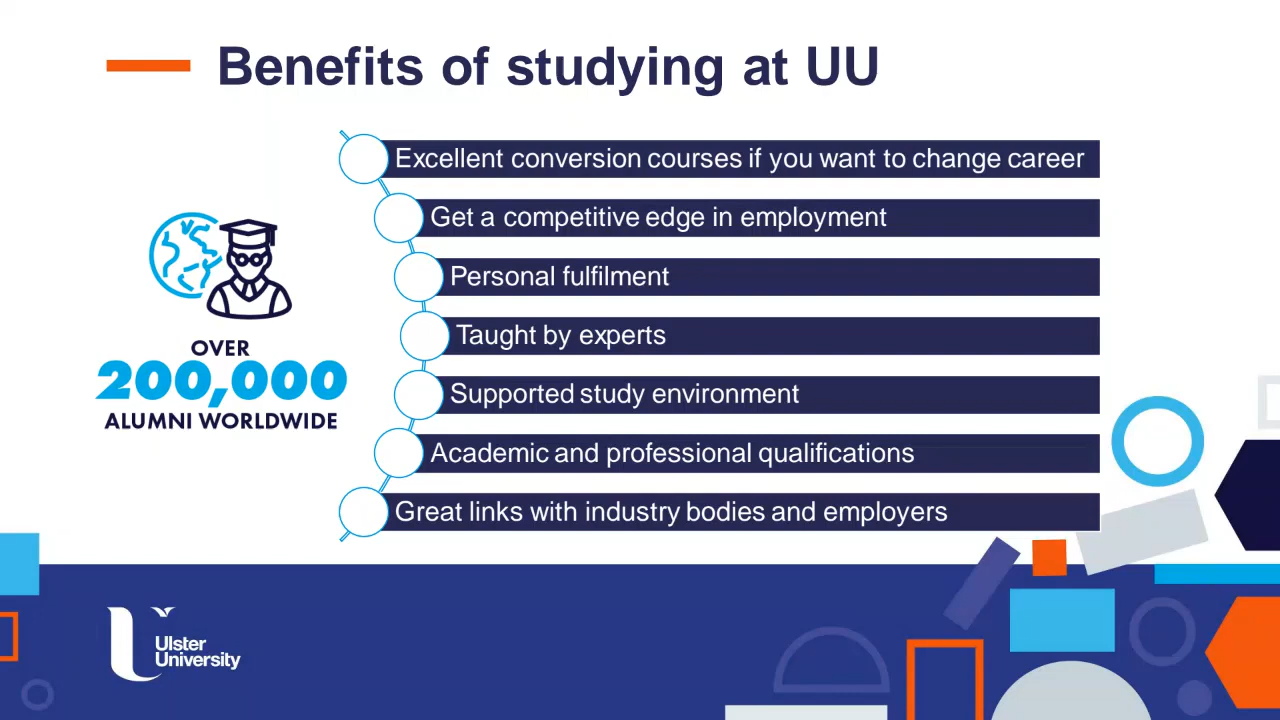 Benefits of studying at UU
Excellent conversion courses if you want to change career
Get a competitive edge in employment
Personal fulfilment
Taught by experts
Supported study environment
Academic and professional qualifications
Great links with industry bodies and employers
OVER
200,000
ALUMNI WORLDWIDE
Ulster
University